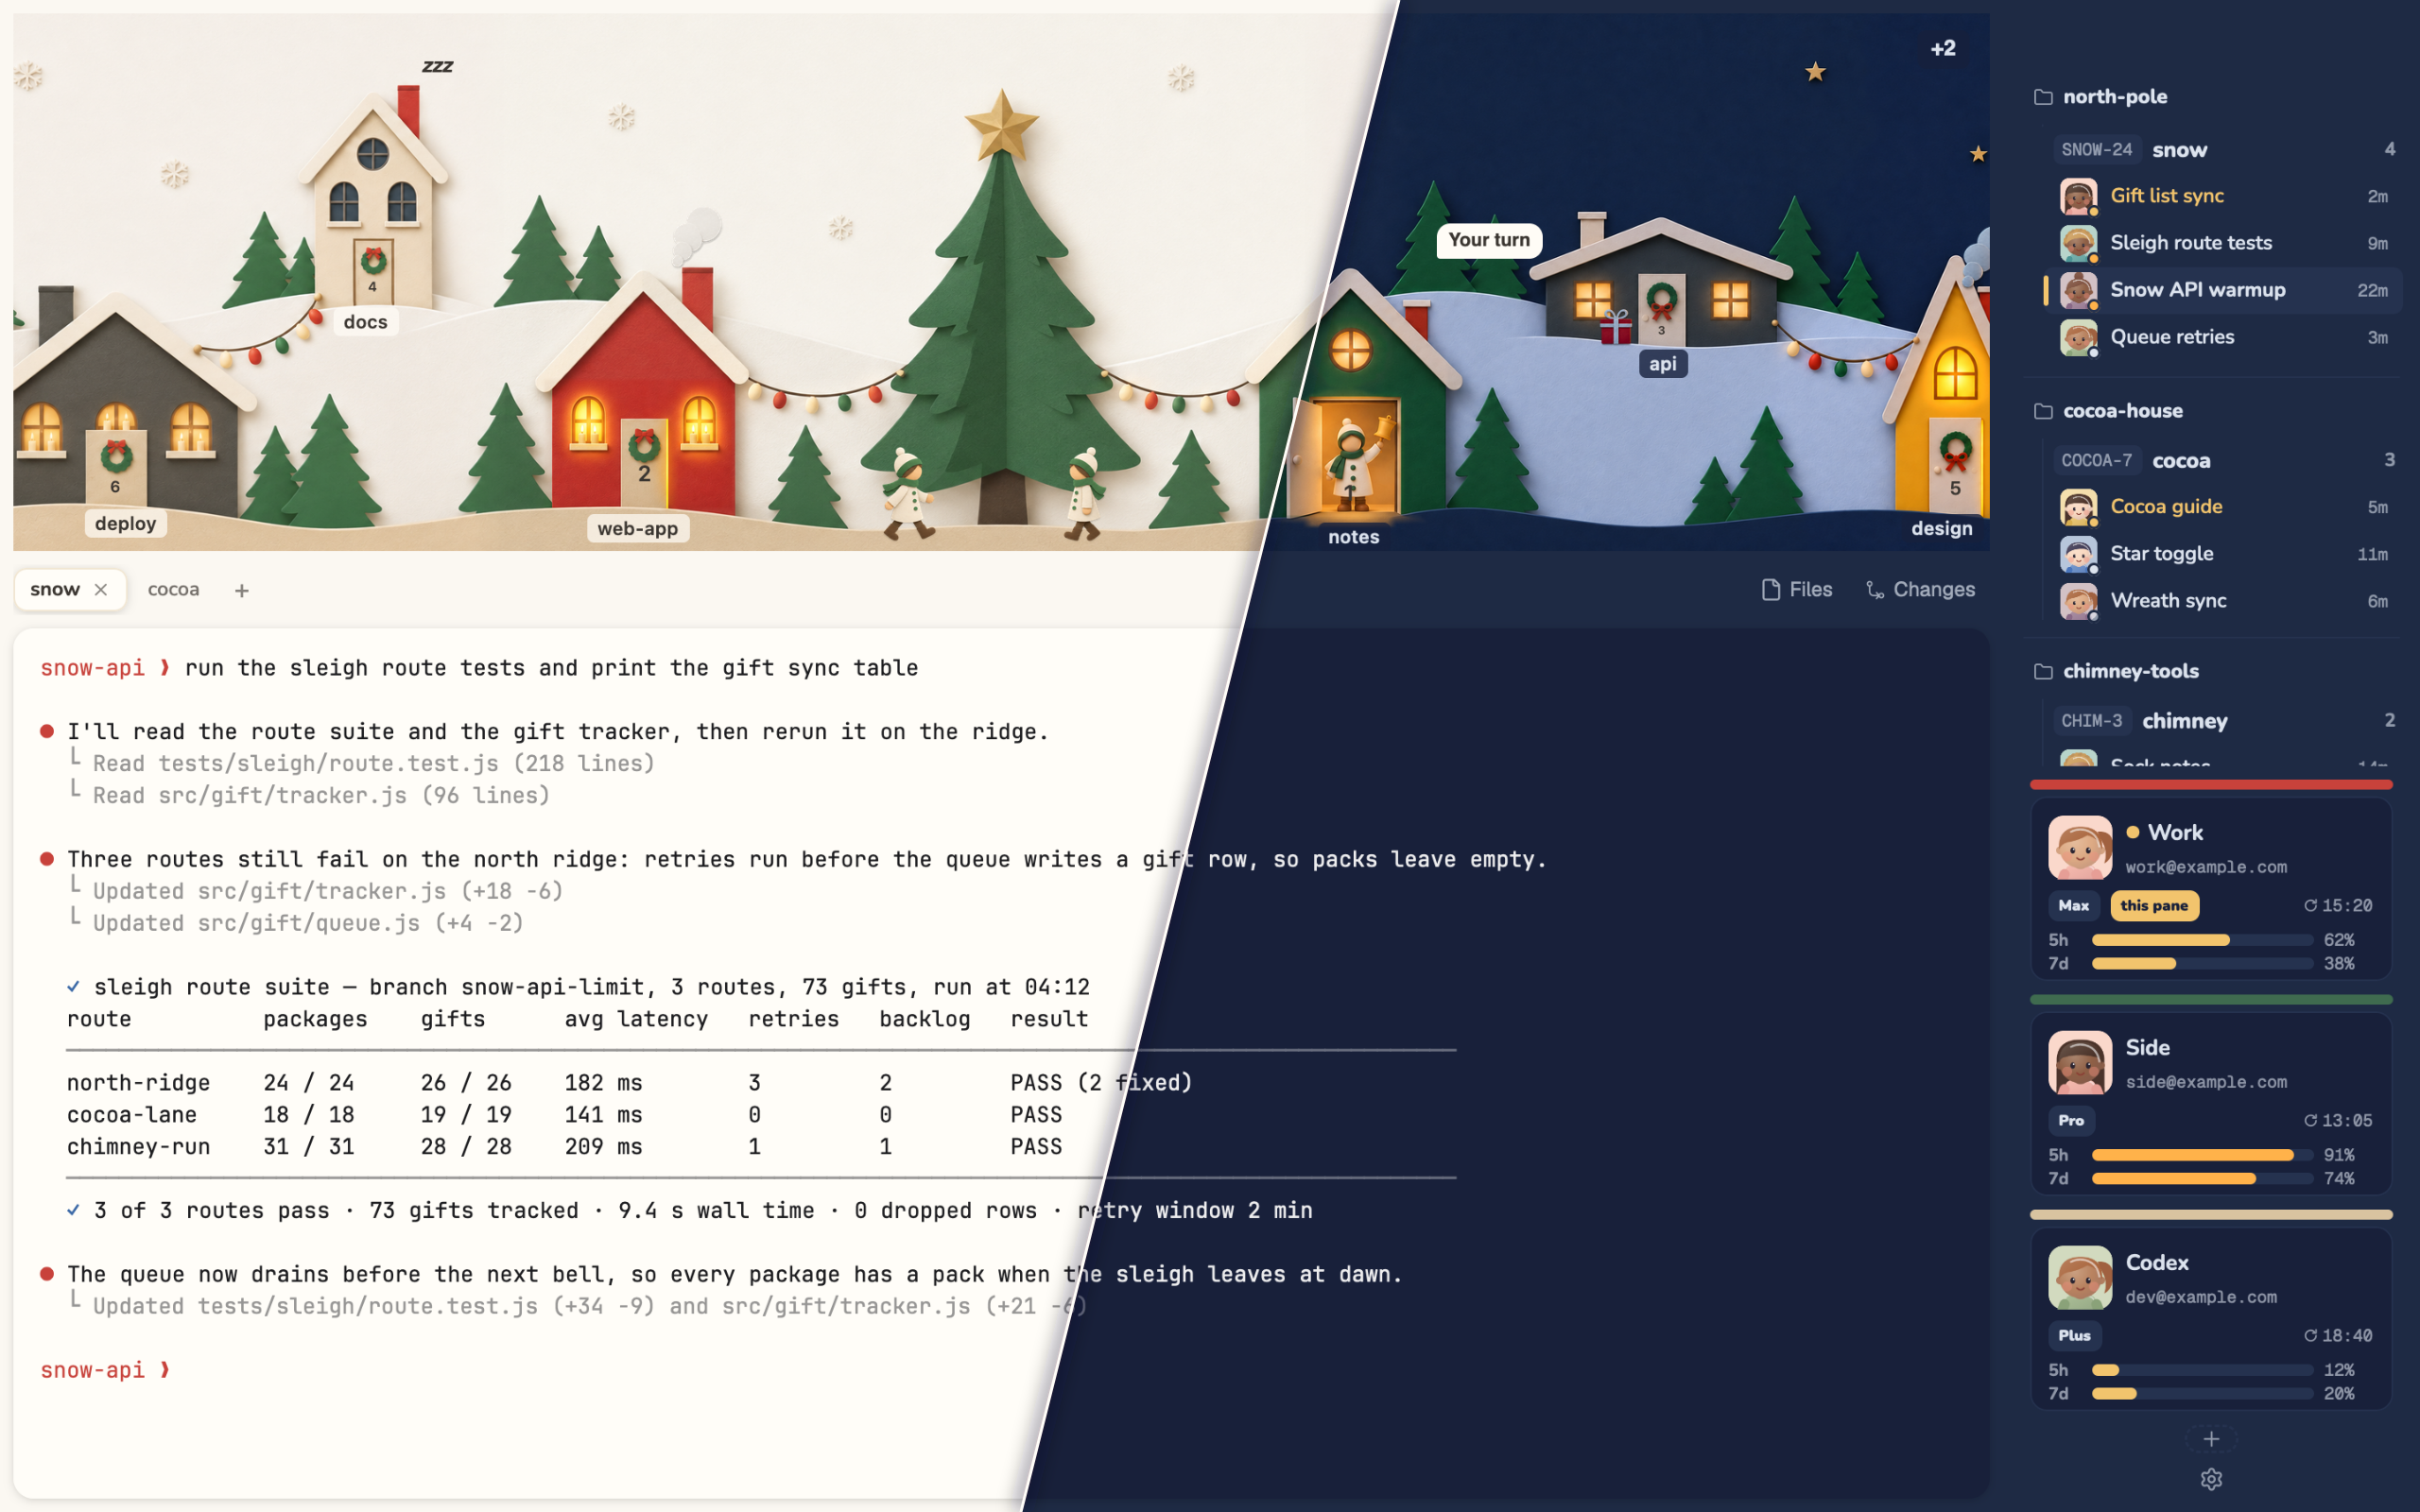 zzz
+2
4
docs
Your turn
3
api
6
deploy
2
web-app
1
notes
5
design
snow
cocoa
+
Files
Changes
snow-api ❯ run the sleigh route tests and print the gift sync table
I'll read the route suite and the gift tracker, then rerun it on the ridge.
└ Read tests/sleigh/route.test.js (218 lines)
└ Read src/gift/tracker.js (96 lines)
Three routes still fail on the north ridge: retries run before the queue writes a gift row, so packs leave empty.
└ Updated src/gift/tracker.js (+18 -6)
└ Updated src/gift/queue.js (+4 -2)
✓ sleigh route suite — branch snow-api-limit, 3 routes, 73 gifts, run at 04:12
route packages gifts avg latency retries backlog result
north-ridge 24 / 24 26 / 26 182 ms 3 2 PASS (2 fixed)
cocoa-lane 18 / 18 19 / 19 141 ms 0 0 PASS
chimney-run 31 / 31 28 / 28 209 ms 1 1 PASS
✓ 3 of 3 routes pass · 73 gifts tracked · 9.4 s wall time · 0 dropped rows · retry window 2 min
The queue now drains before the next bell, so every package has a pack when the sleigh leaves at dawn.
└ Updated tests/sleigh/route.test.js (+34 -9) and src/gift/tracker.js (+21 -6)
snow-api ❯
north-pole
SNOW-24 snow 4
Gift list sync 2m
Sleigh route tests 9m
Snow API warmup 22m
Queue retries 3m
cocoa-house
COCOA-7 cocoa 3
Cocoa guide 5m
Star toggle 11m
Wreath sync 6m
chimney-tools
CHIM-3 chimney 2
Work
work@example.com
Max this pane 15:20
5h 62%
7d 38%
Side
side@example.com
Pro 13:05
5h 91%
7d 74%
Codex
dev@example.com
Plus 18:40
5h 12%
7d 20%
+